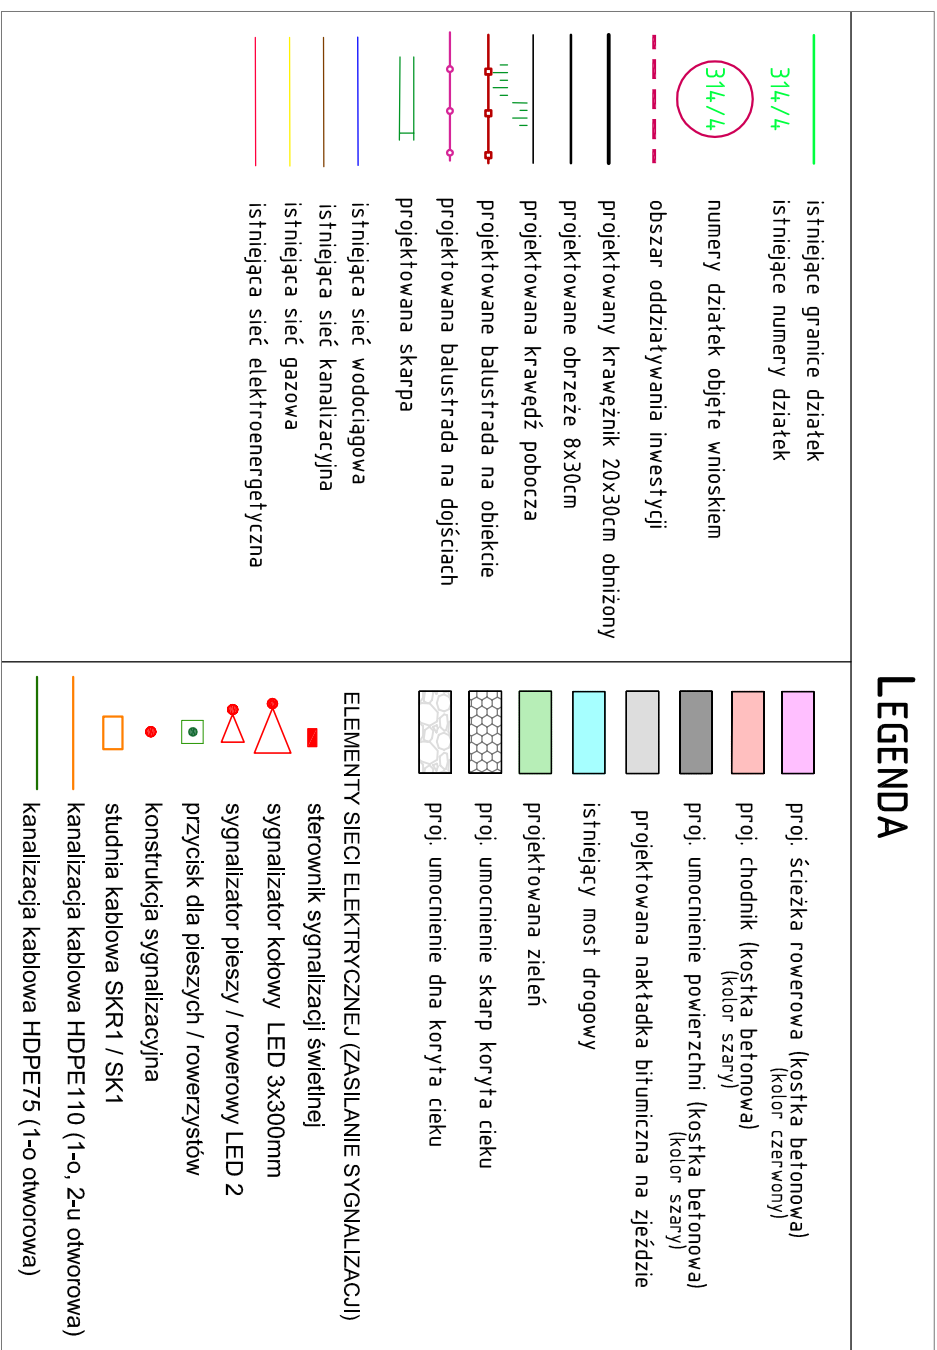 LEGENDA
istniejące granice działek
314/4
istniejące numery działek
314/4
numery działek objęte wnioskiem
obszar oddziaływania inwestycji
projektowany krawężnik 20x30cm obniżony
projektowane obrzeże 8x30cm
projektowana krawędź pobocza
projektowane balustrada na obiekcie
projektowana balustrada na dojściach
projektowana skarpa
istniejąca sieć wodociągowa
istniejąca sieć kanalizacyjna
istniejąca sieć gazowa
istniejąca sieć elektroenergetyczna
proj. ścieżka rowerowa (kostka betonowa)
(kolor czerwony)
proj. chodnik (kostka betonowa)
(kolor szary)
proj. umocnienie powierzchni (kostka betonowa)
(kolor szary)
projektowana nakładka bitumiczna na zjeździe
istniejący most drogowy
projektowana zieleń
proj. umocnienie skarp koryta cieku
proj. umocnienie dna koryta cieku
ELEMENTY SIECI ELEKTRYCZNEJ (ZASILANIE SYGNALIZACJI)
sterownik sygnalizacji świetlnej
sygnalizator kołowy LED 3x300mm
sygnalizator pieszy / rowerowy LED 2
przycisk dla pieszych / rowerzystów
konstrukcja sygnalizacyjna
studnia kablowa SKR1 / SK1
kanalizacja kablowa HDPE110 (1-o, 2-u otworowa)
kanalizacja kablowa HDPE75 (1-o otworowa)